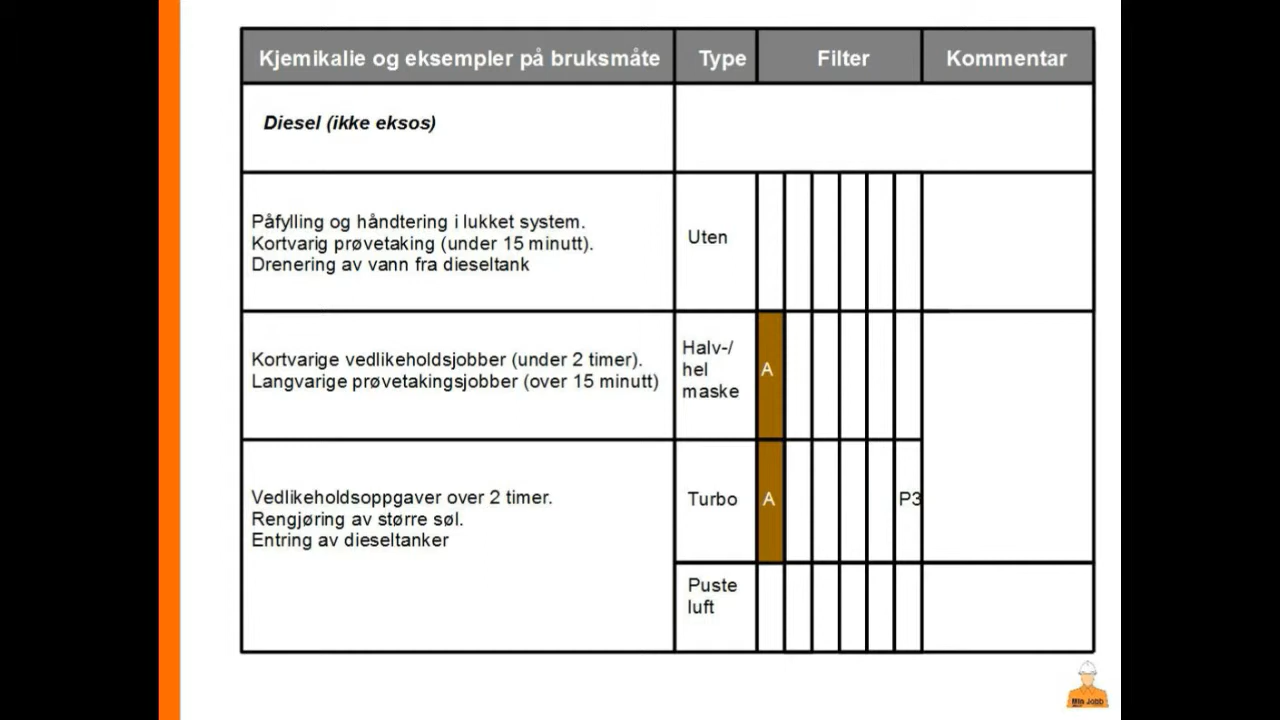 Kjemikalie og eksempler på bruksmåte Type Filter Kommentar
Diesel (ikke eksos)
Påfylling og håndtering i lukket system.
Kortvarig prøvetaking (under 15 minutt).
Drenering av vann fra dieseltank
Uten
Kortvarige vedlikeholdsjobber (under 2 timer).
Langvarige prøvetakingsjobber (over 15 minutt)
Halv-/
hel
maske
A
Vedlikeholdsoppgaver over 2 timer.
Rengjøring av større søl.
Entring av dieseltanker
Turbo
A
P3
Puste
luft
Min Jobb